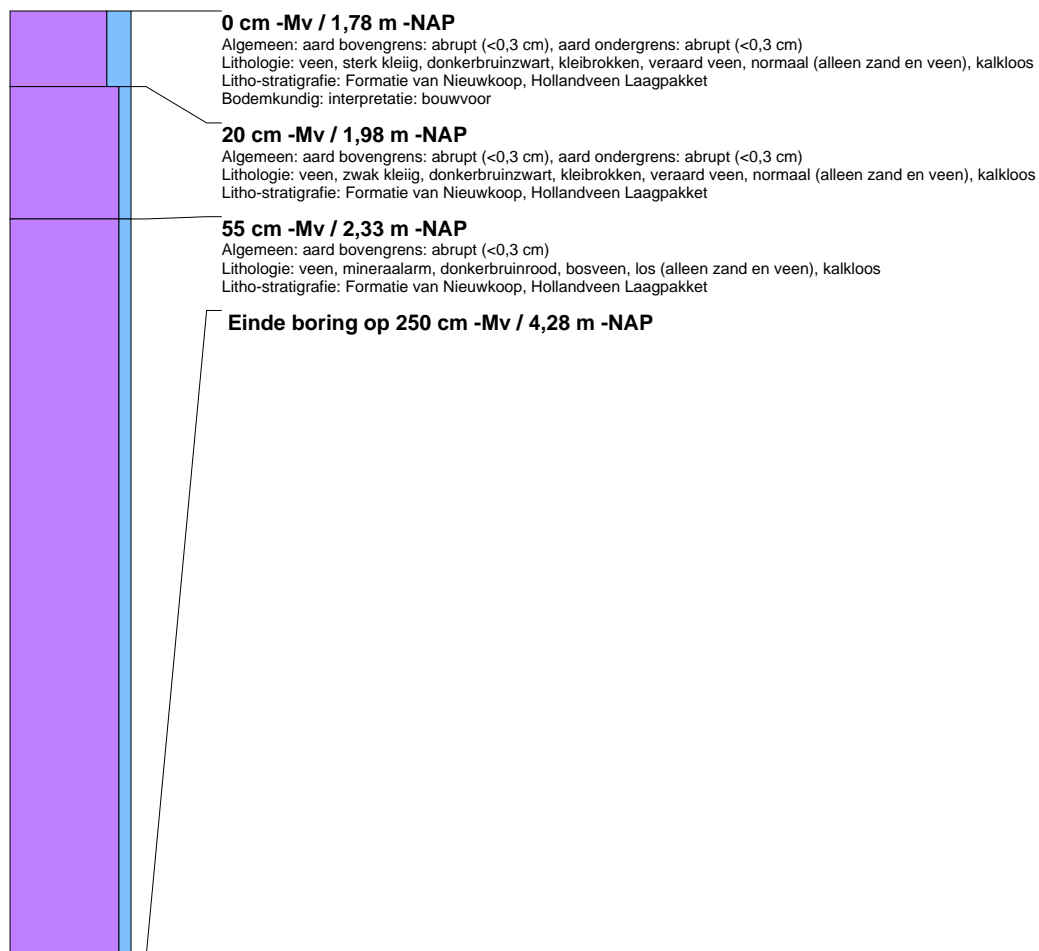 0 cm -Mv / 1,78 m -NAP
Algemeen: aard bovengrens: abrupt (<0,3 cm), aard ondergrens: abrupt (<0,3 cm)
Lithologie: veen, sterk kleiig, donkerbruinzwart, kleibrokken, veraard veen, normaal (alleen zand en veen), kalkloos
Litho-stratigrafie: Formatie van Nieuwkoop, Hollandveen Laagpakket
Bodemkundig: interpretatie: bouwvoor
20 cm -Mv / 1,98 m -NAP
Algemeen: aard bovengrens: abrupt (<0,3 cm), aard ondergrens: abrupt (<0,3 cm)
Lithologie: veen, zwak kleiig, donkerbruinzwart, kleibrokken, veraard veen, normaal (alleen zand en veen), kalkloos
Litho-stratigrafie: Formatie van Nieuwkoop, Hollandveen Laagpakket
55 cm -Mv / 2,33 m -NAP
Algemeen: aard bovengrens: abrupt (<0,3 cm)
Lithologie: veen, mineraalarm, donkerbruinrood, bosveen, los (alleen zand en veen), kalkloos
Litho-stratigrafie: Formatie van Nieuwkoop, Hollandveen Laagpakket
Einde boring op 250 cm -Mv / 4,28 m -NAP